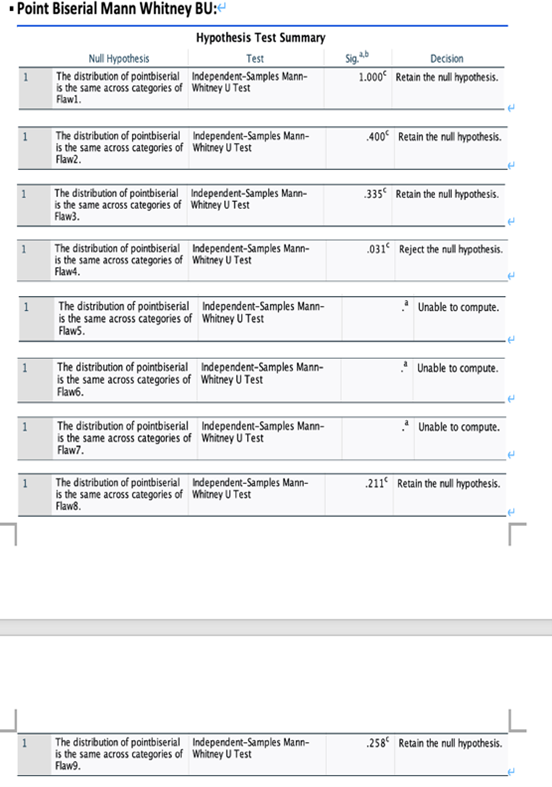 ▪ Point Biserial Mann Whitney BU:↵
Hypothesis Test Summary
Null Hypothesis Test Sig.a,b Decision
1 The distribution of pointbiserial Independent-Samples Mann- 1.000c Retain the null hypothesis.
is the same across categories of Whitney U Test
Flaw1.
1 The distribution of pointbiserial Independent-Samples Mann- .400c Retain the null hypothesis.
is the same across categories of Whitney U Test
Flaw2.
1 The distribution of pointbiserial Independent-Samples Mann- .335c Retain the null hypothesis.
is the same across categories of Whitney U Test
Flaw3.
1 The distribution of pointbiserial Independent-Samples Mann- .031c Reject the null hypothesis.
is the same across categories of Whitney U Test
Flaw4.
1 The distribution of pointbiserial Independent-Samples Mann- .a Unable to compute.
is the same across categories of Whitney U Test
Flaw5.
1 The distribution of pointbiserial Independent-Samples Mann- .a Unable to compute.
is the same across categories of Whitney U Test
Flaw6.
1 The distribution of pointbiserial Independent-Samples Mann- .a Unable to compute.
is the same across categories of Whitney U Test
Flaw7.
1 The distribution of pointbiserial Independent-Samples Mann- .211c Retain the null hypothesis.
is the same across categories of Whitney U Test
Flaw8.
1 The distribution of pointbiserial Independent-Samples Mann- .258c Retain the null hypothesis.
is the same across categories of Whitney U Test
Flaw9.